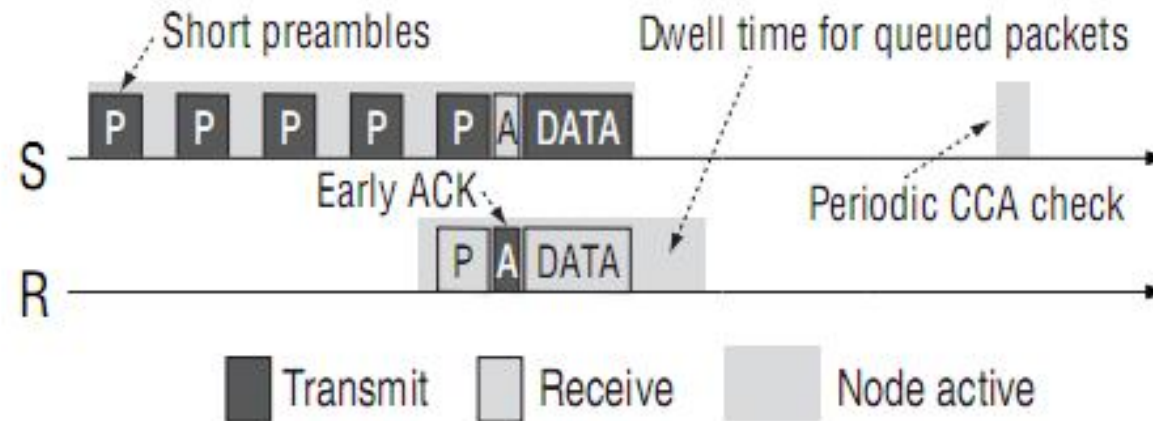 Short preambles
Dwell time for queued packets
P P P P P A DATA
S
Early ACK
Periodic CCA check
P A DATA
R
Transmit Receive Node active